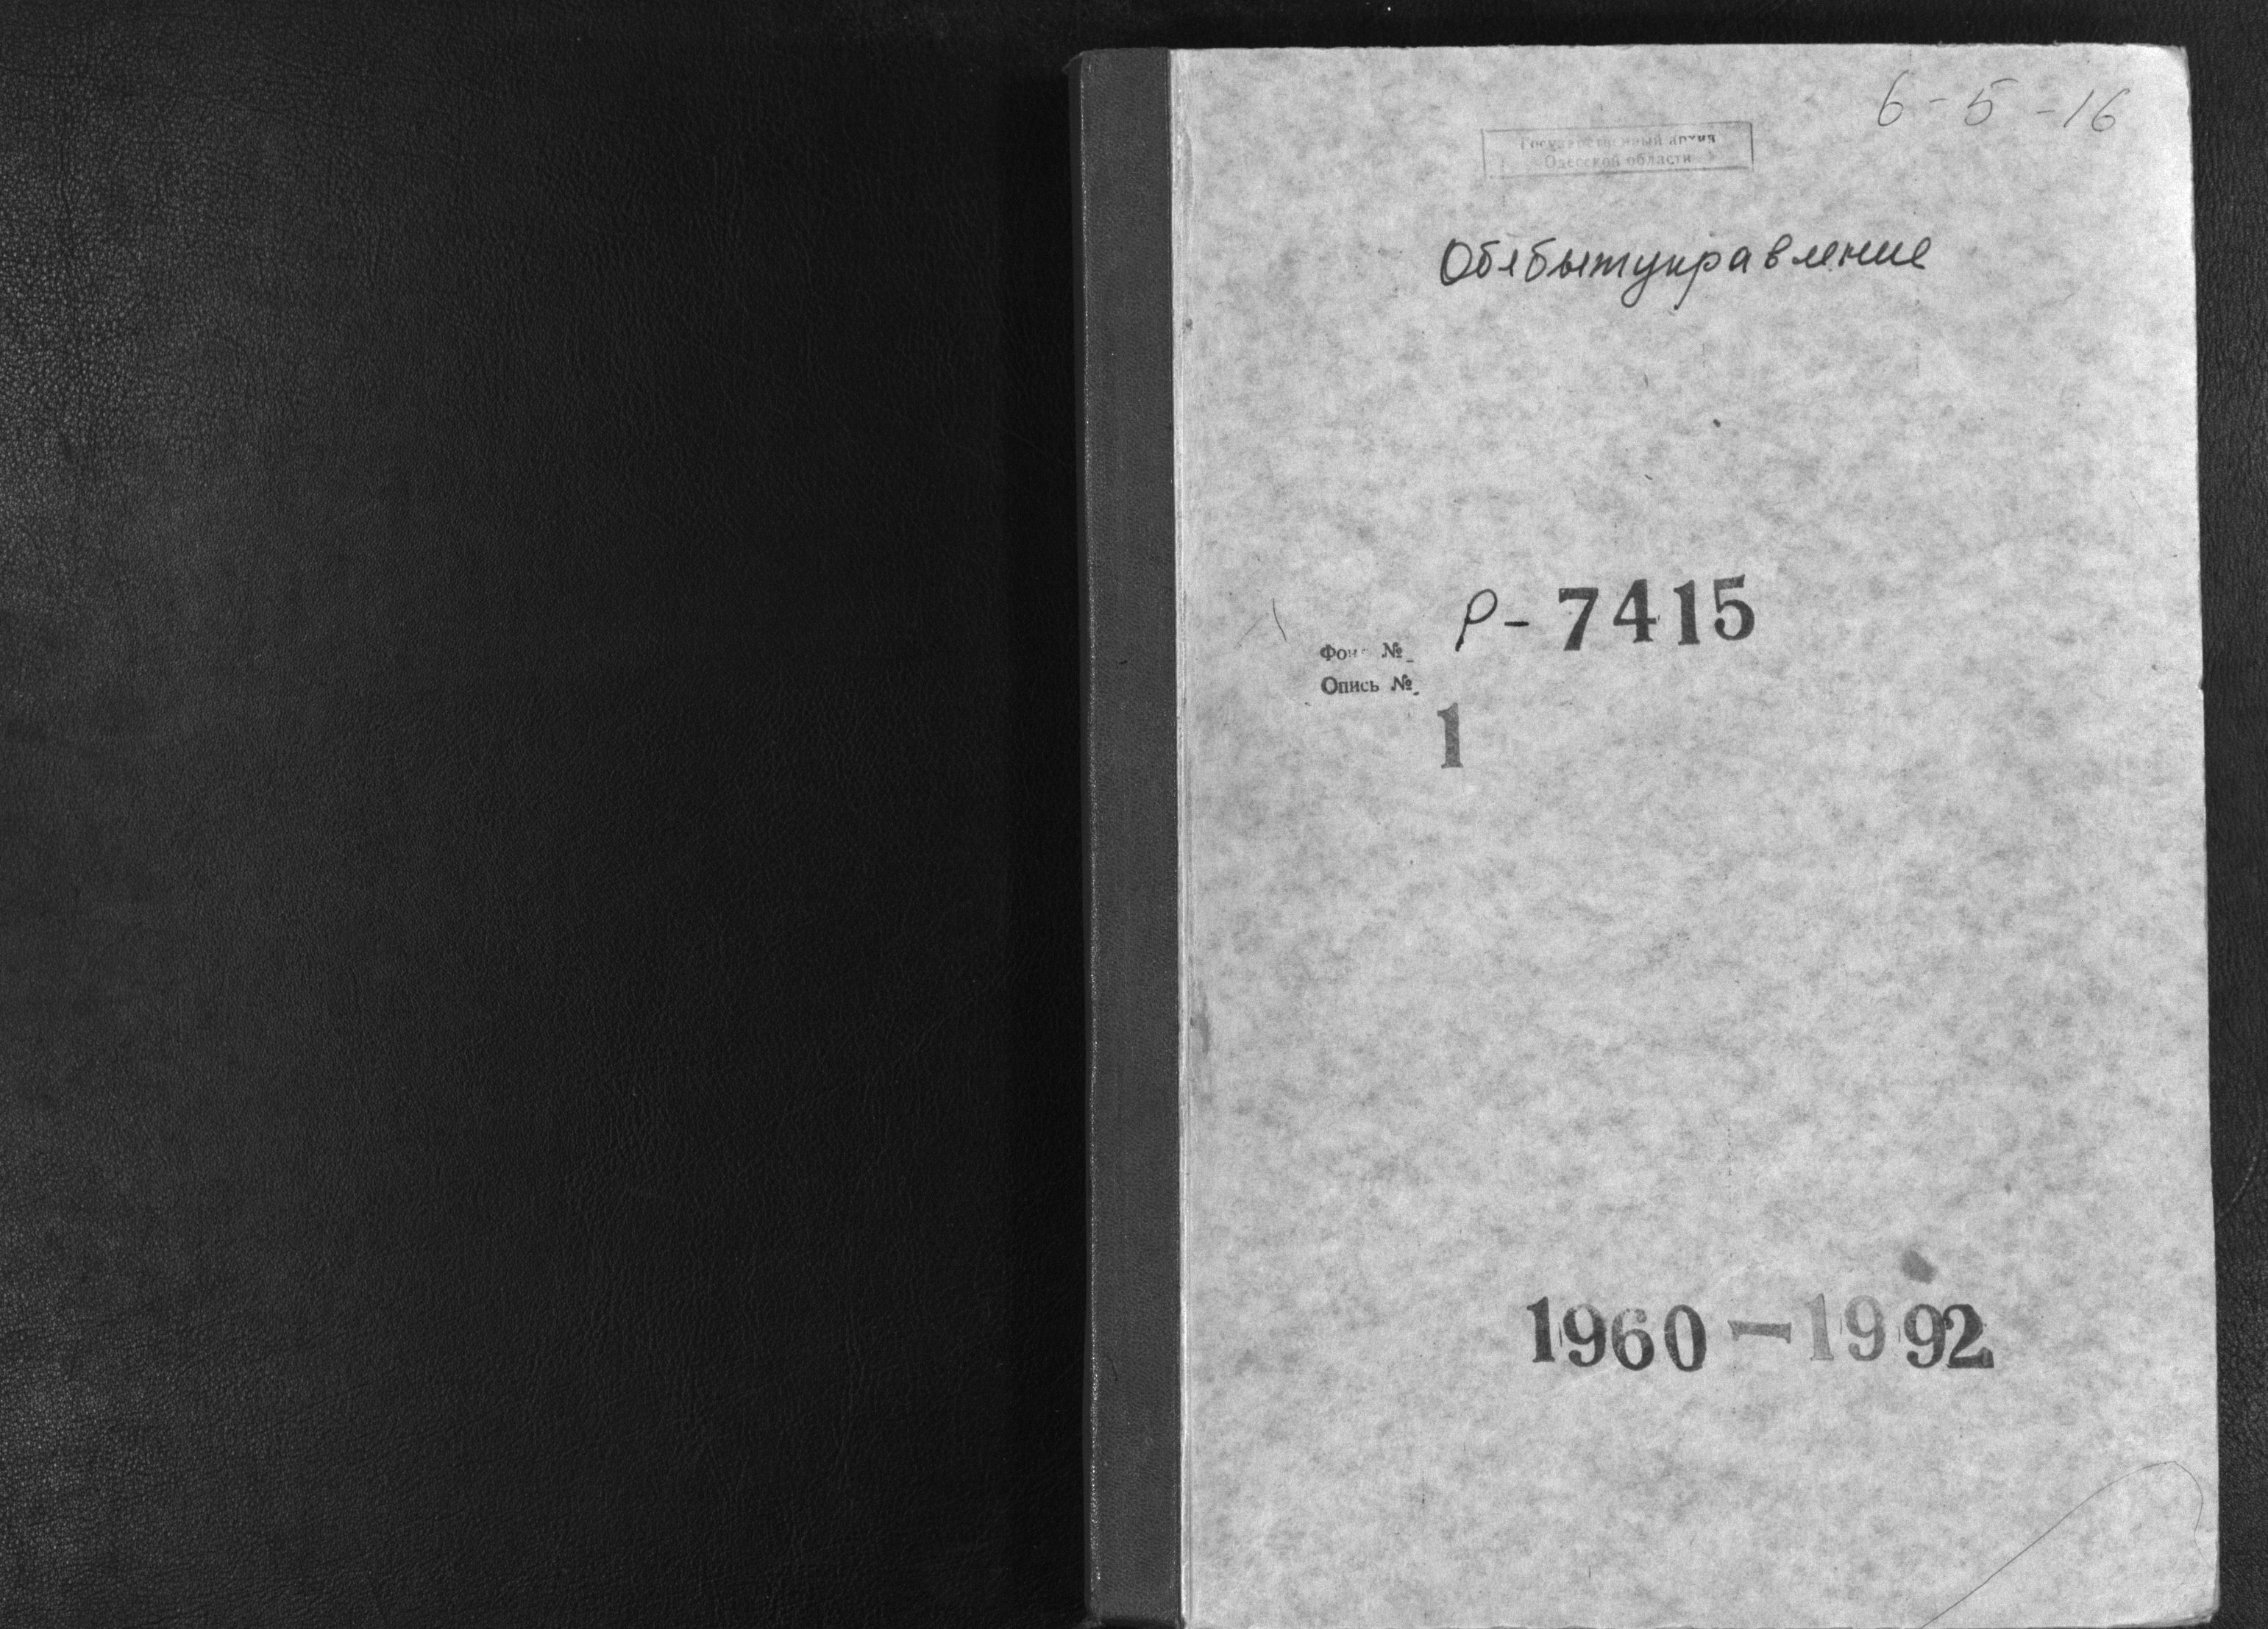 6-5-16
Государственный архив
Одесской области
Облбытуправление
Р-7415
Фонд №
Опись №
1
1960-1992